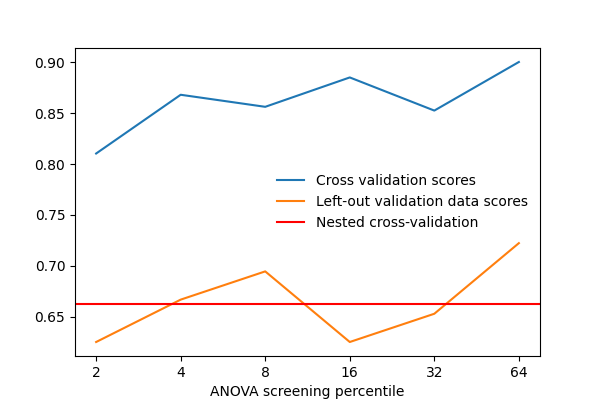 0.90
0.85
0.80
0.75
0.70
0.65
Cross validation scores
Left-out validation data scores
Nested cross-validation
2 4 8 16 32 64
ANOVA screening percentile